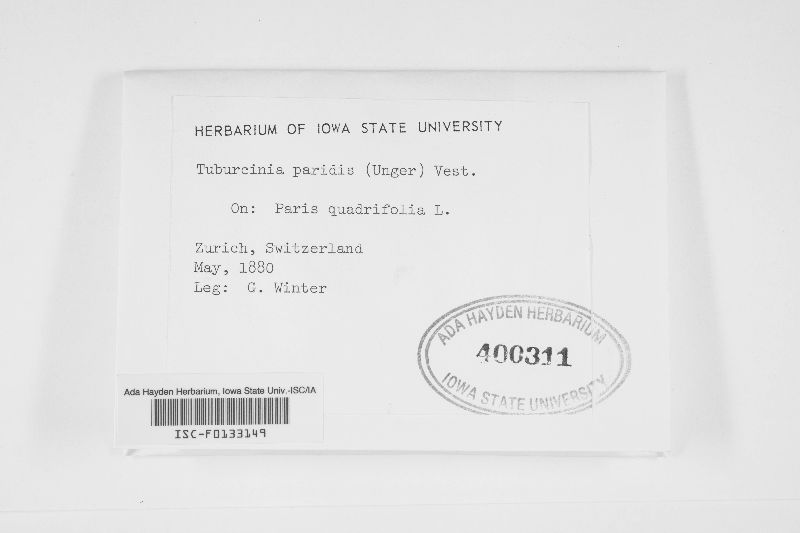 HERBARIUM OF IOWA STATE UNIVERSITY
Tuburcinia paridis (Unger) Vest.
On: Paris quadrifolia L.
Zurich, Switzerland
May, 1880
Leg: G. Winter
ADA HAYDEN HERBARIUM
400311
IOWA STATE UNIVERSITY
Ada Hayden Herbarium, Iowa State Univ.-ISC/IA
ISC-F0133149